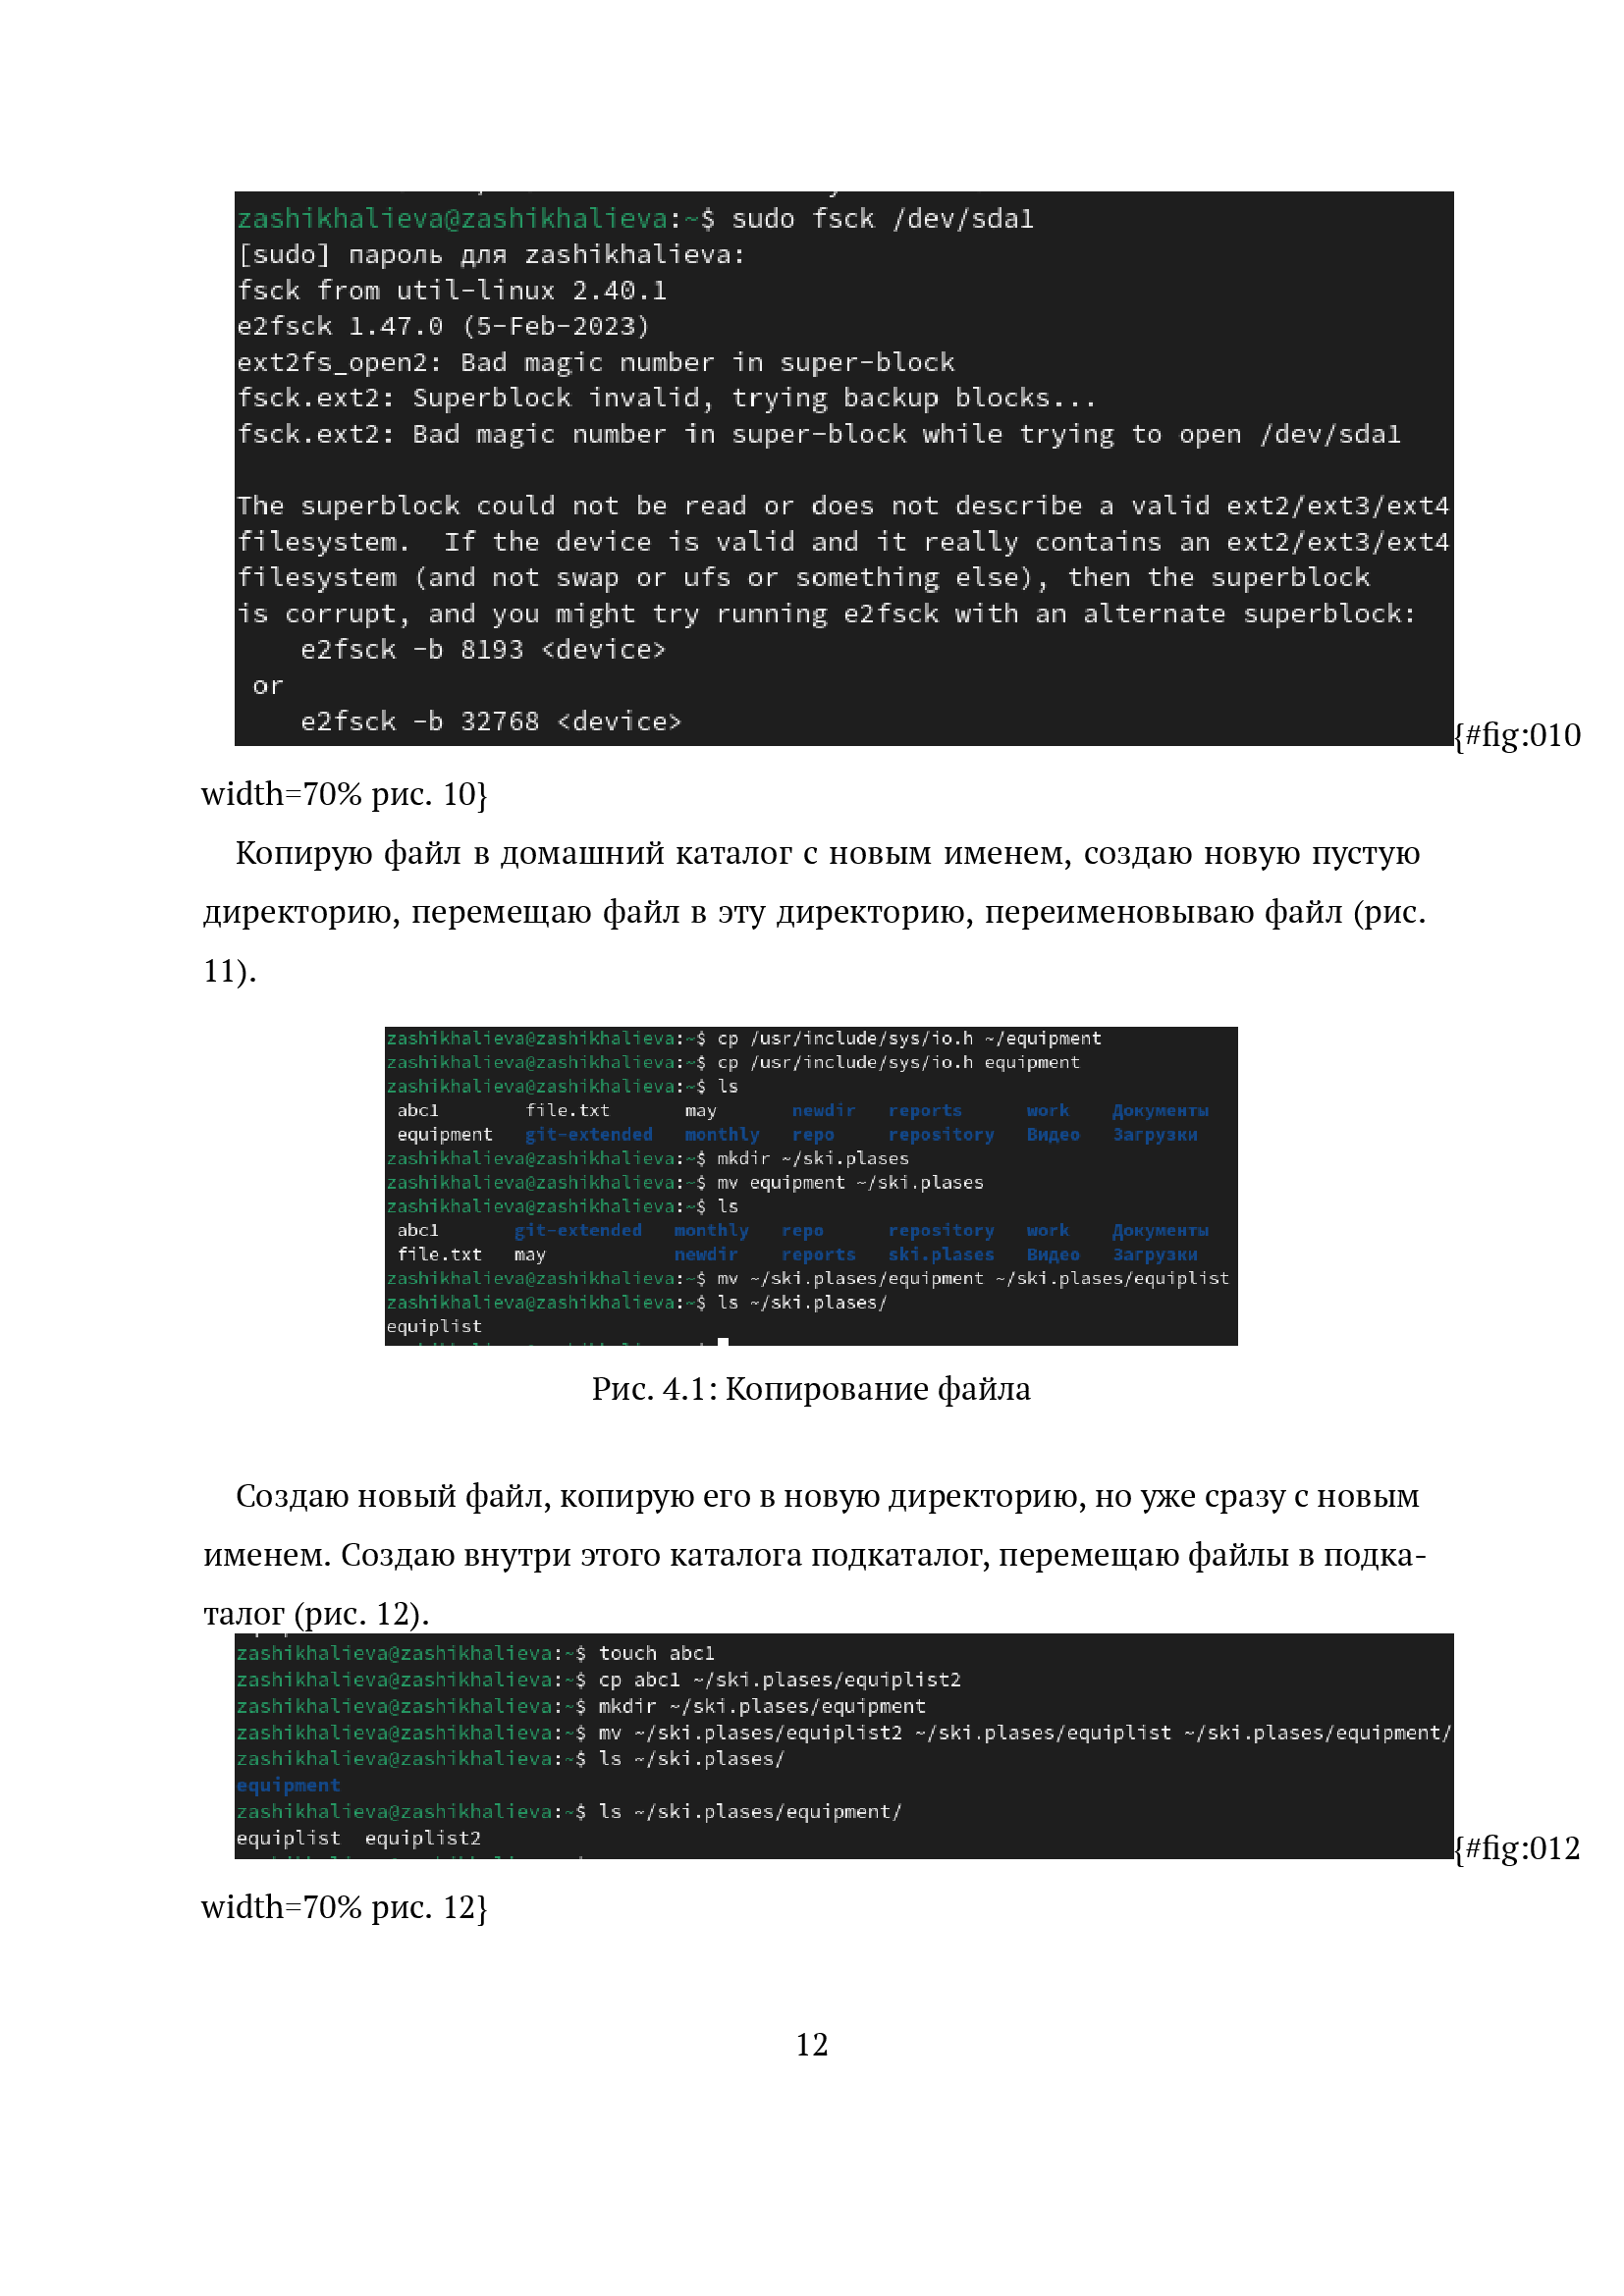 zashikhalieva@zashikhalieva:~$ sudo fsck /dev/sda1
[sudo] пароль для zashikhalieva:
fsck from util-linux 2.40.1
e2fsck 1.47.0 (5-Feb-2023)
ext2fs_open2: Bad magic number in super-block
fsck.ext2: Superblock invalid, trying backup blocks...
fsck.ext2: Bad magic number in super-block while trying to open /dev/sda1
The superblock could not be read or does not describe a valid ext2/ext3/ext4
filesystem.  If the device is valid and it really contains an ext2/ext3/ext4
filesystem (and not swap or ufs or something else), then the superblock
is corrupt, and you might try running e2fsck with an alternate superblock:
    e2fsck -b 8193 <device>
 or
    e2fsck -b 32768 <device>
{#fig:010
width=70% рис. 10}
Копирую файл в домашний каталог с новым именем, создаю новую пустую
директорию, перемещаю файл в эту директорию, переименовываю файл (рис.
11).
zashikhalieva@zashikhalieva:~$ cp /usr/include/sys/io.h ~/equipment
zashikhalieva@zashikhalieva:~$ cp /usr/include/sys/io.h equipment
zashikhalieva@zashikhalieva:~$ ls
abc1 file.txt may newdir reports work Документы
equipment git-extended monthly repo repository Видео Загрузки
zashikhalieva@zashikhalieva:~$ mkdir ~/ski.plases
zashikhalieva@zashikhalieva:~$ mv equipment ~/ski.plases
zashikhalieva@zashikhalieva:~$ ls
abc1 git-extended monthly repo repository work Документы
file.txt may newdir reports ski.plases Видео Загрузки
zashikhalieva@zashikhalieva:~$ mv ~/ski.plases/equipment ~/ski.plases/equiplist
zashikhalieva@zashikhalieva:~$ ls ~/ski.plases/
equiplist
Рис. 4.1: Копирование файла
Создаю новый файл, копирую его в новую директорию, но уже сразу с новым
именем. Создаю внутри этого каталога подкаталог, перемещаю файлы в подка-
талог (рис. 12).
zashikhalieva@zashikhalieva:~$ touch abc1
zashikhalieva@zashikhalieva:~$ cp abc1 ~/ski.plases/equiplist2
zashikhalieva@zashikhalieva:~$ mkdir ~/ski.plases/equipment
zashikhalieva@zashikhalieva:~$ mv ~/ski.plases/equiplist2 ~/ski.plases/equiplist ~/ski.plases/equipment/
zashikhalieva@zashikhalieva:~$ ls ~/ski.plases/
equipment
zashikhalieva@zashikhalieva:~$ ls ~/ski.plases/equipment/
equiplist  equiplist2
{#fig:012
width=70% рис. 12}
12